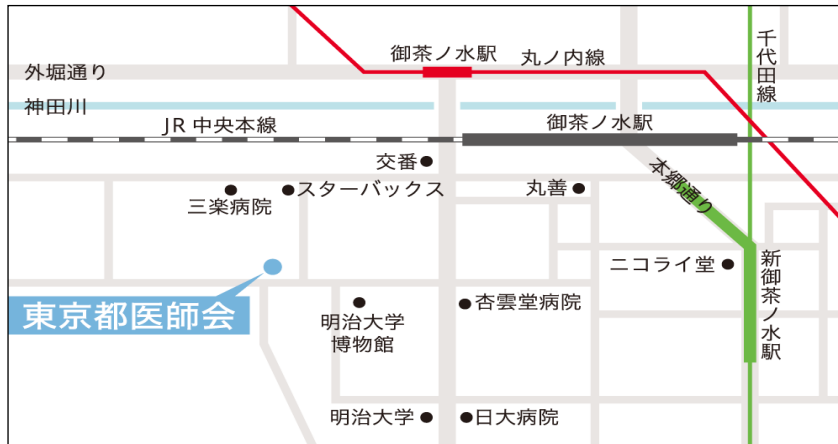 御茶ノ水駅
丸ノ内線
千代田線
外堀通り
神田川
JR 中央本線
御茶ノ水駅
交番
スターバックス
三楽病院
丸善
本郷通り
ニコライ堂
新御茶ノ水駅
東京都医師会
明治大学
博物館
杏雲堂病院
明治大学
日大病院